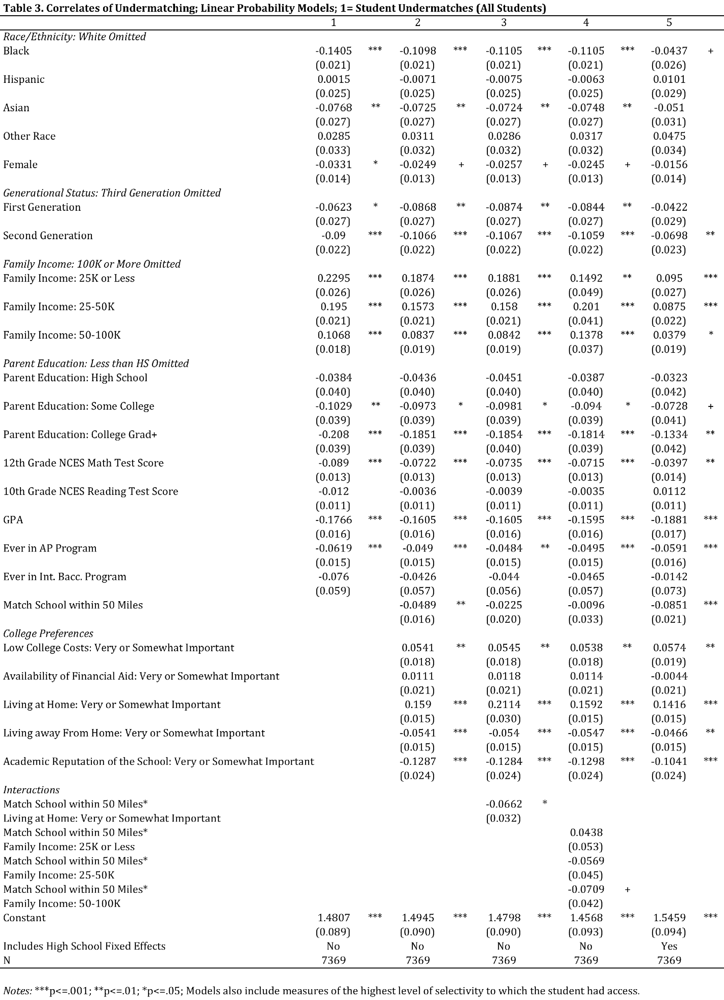 Table 3. Correlates of Undermatching; Linear Probability Models; 1= Student Undermatches (All Students)
1 2 3 4 5
Race/Ethnicity: White Omitted
Black -0.1405 *** -0.1098 *** -0.1105 *** -0.1105 *** -0.0437 +
(0.021) (0.021) (0.021) (0.021) (0.026)
Hispanic 0.0015 -0.0071 -0.0075 -0.0063 0.0101
(0.025) (0.025) (0.025) (0.025) (0.029)
Asian -0.0768 ** -0.0725 ** -0.0724 ** -0.0748 ** -0.051
(0.027) (0.027) (0.027) (0.027) (0.031)
Other Race 0.0285 0.0311 0.0286 0.0317 0.0475
(0.033) (0.032) (0.032) (0.032) (0.034)
Female -0.0331 * -0.0249 + -0.0257 + -0.0245 + -0.0156
(0.014) (0.013) (0.013) (0.013) (0.014)
Generational Status: Third Generation Omitted
First Generation -0.0623 * -0.0868 ** -0.0874 ** -0.0844 ** -0.0422
(0.027) (0.027) (0.027) (0.027) (0.029)
Second Generation -0.09 *** -0.1066 *** -0.1067 *** -0.1059 *** -0.0698 **
(0.022) (0.022) (0.022) (0.022) (0.023)
Family Income: 100K or More Omitted
Family Income: 25K or Less 0.2295 *** 0.1874 *** 0.1881 *** 0.1492 ** 0.095 ***
(0.026) (0.026) (0.026) (0.049) (0.027)
Family Income: 25-50K 0.195 *** 0.1573 *** 0.158 *** 0.201 *** 0.0875 ***
(0.021) (0.021) (0.021) (0.041) (0.022)
Family Income: 50-100K 0.1068 *** 0.0837 *** 0.0842 *** 0.1378 *** 0.0379 *
(0.018) (0.019) (0.019) (0.037) (0.019)
Parent Education: Less than HS Omitted
Parent Education: High School -0.0384 -0.0436 -0.0451 -0.0387 -0.0323
(0.040) (0.040) (0.040) (0.040) (0.042)
Parent Education: Some College -0.1029 ** -0.0973 * -0.0981 * -0.094 * -0.0728 +
(0.039) (0.039) (0.039) (0.039) (0.041)
Parent Education: College Grad+ -0.208 *** -0.1851 *** -0.1854 *** -0.1814 *** -0.1334 **
(0.039) (0.039) (0.040) (0.039) (0.042)
12th Grade NCES Math Test Score -0.089 *** -0.0722 *** -0.0735 *** -0.0715 *** -0.0397 **
(0.013) (0.013) (0.013) (0.013) (0.014)
10th Grade NCES Reading Test Score -0.012 -0.0036 -0.0039 -0.0035 0.0112
(0.011) (0.011) (0.011) (0.011) (0.011)
GPA -0.1766 *** -0.1605 *** -0.1605 *** -0.1595 *** -0.1881 ***
(0.016) (0.016) (0.016) (0.016) (0.017)
Ever in AP Program -0.0619 *** -0.049 *** -0.0484 ** -0.0495 *** -0.0591 ***
(0.015) (0.015) (0.015) (0.015) (0.016)
Ever in Int. Bacc. Program -0.076 -0.0426 -0.044 -0.0465 -0.0142
(0.059) (0.057) (0.056) (0.057) (0.073)
Match School within 50 Miles -0.0489 ** -0.0225 -0.0096 -0.0851 ***
(0.016) (0.020) (0.033) (0.021)
College Preferences
Low College Costs: Very or Somewhat Important 0.0541 ** 0.0545 ** 0.0538 ** 0.0574 **
(0.018) (0.018) (0.018) (0.019)
Availability of Financial Aid: Very or Somewhat Important 0.0111 0.0118 0.0114 -0.0044
(0.021) (0.021) (0.021) (0.021)
Living at Home: Very or Somewhat Important 0.159 *** 0.2114 *** 0.1592 *** 0.1416 ***
(0.015) (0.030) (0.015) (0.015)
Living away From Home: Very or Somewhat Important -0.0541 *** -0.054 *** -0.0547 *** -0.0466 **
(0.015) (0.015) (0.015) (0.015)
Academic Reputation of the School: Very or Somewhat Important -0.1287 *** -0.1284 *** -0.1298 *** -0.1041 ***
(0.024) (0.024) (0.024) (0.024)
Interactions
Match School within 50 Miles* -0.0662 *
Living at Home: Very or Somewhat Important (0.032)
Match School within 50 Miles* 0.0438
Family Income: 25K or Less (0.053)
Match School within 50 Miles* -0.0569
Family Income: 25-50K (0.045)
Match School within 50 Miles* -0.0709 +
Family Income: 50-100K (0.042)
Constant 1.4807 *** 1.4945 *** 1.4798 *** 1.4568 *** 1.5459 ***
(0.089) (0.090) (0.090) (0.093) (0.094)
Includes High School Fixed Effects No No No No Yes
N 7369 7369 7369 7369 7369
Notes: ***p<=.001; **p<=.01; *p<=.05; Models also include measures of the highest level of selectivity to which the student had access.